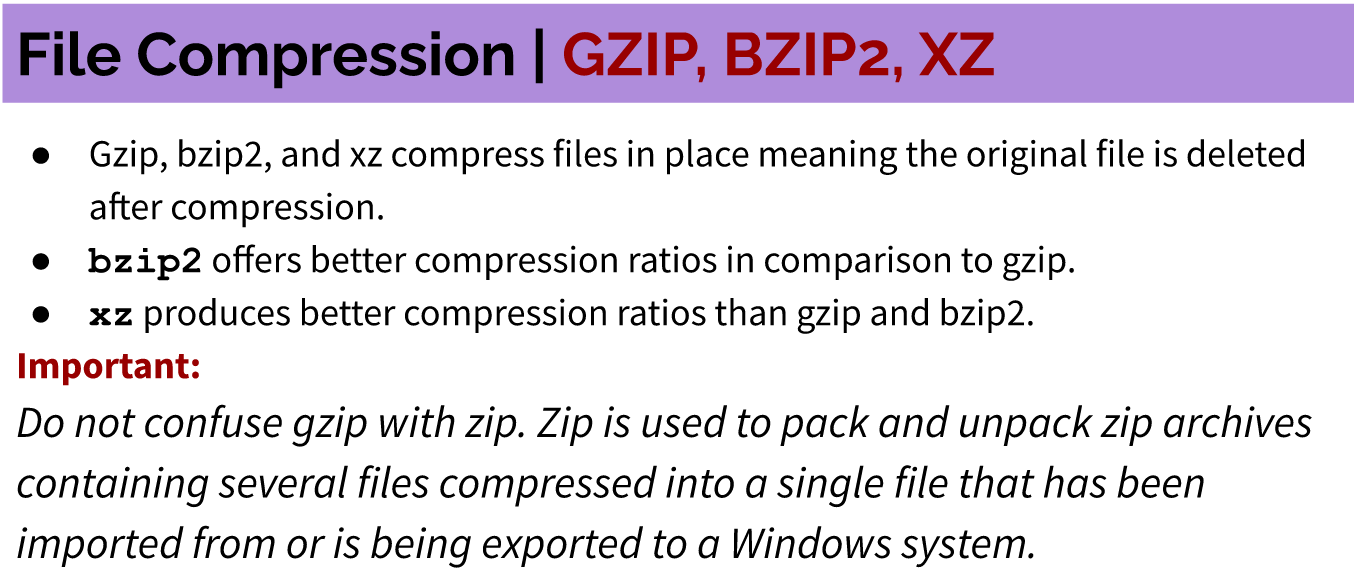 File Compression | GZIP, BZIP2, XZ
● Gzip, bzip2, and xz compress files in place meaning the original file is deleted
after compression.
● bzip2 offers better compression ratios in comparison to gzip.
● xz produces better compression ratios than gzip and bzip2.
Important:
Do not confuse gzip with zip. Zip is used to pack and unpack zip archives
containing several files compressed into a single file that has been
imported from or is being exported to a Windows system.